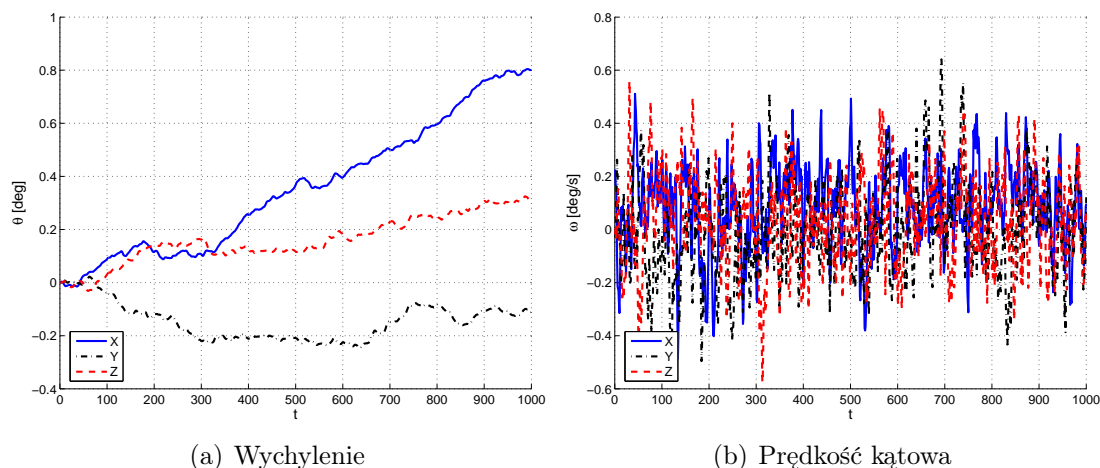 1
0.8
0.6
0.4
0.2
0
−0.2
−0.4
θ [deg]
0 100 200 300 400 500 600 700 800 900 1000
t
X
Y
Z
(a) Wychylenie
0.8
0.6
0.4
0.2
0
−0.2
−0.4
−0.6
ω [deg/s]
0 100 200 300 400 500 600 700 800 900 1000
t
X
Y
Z
(b) Prędkość kątowa